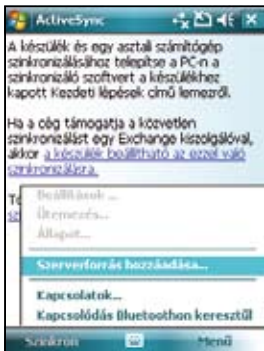 ActiveSync
A készülék és egy asztali számítógép
szinkronizálásához telepítse a PC-n a
szinkronizáló szoftvert a készülékhez
kapott Kezdeti lépések című lemezről.
Ha a cég támogatja a közvetlen
szinkronizálást egy Exchange kiszolgálóval,
akkor a készülék beállítható az ezzel való
szinkronizálásra.
Beállítások ...
Ütemezés...
Állapot...
Szerverforrás hozzáadása...
Kapcsolatok...
Kapcsolódás Bluetoothon keresztül
Szinkron Menü